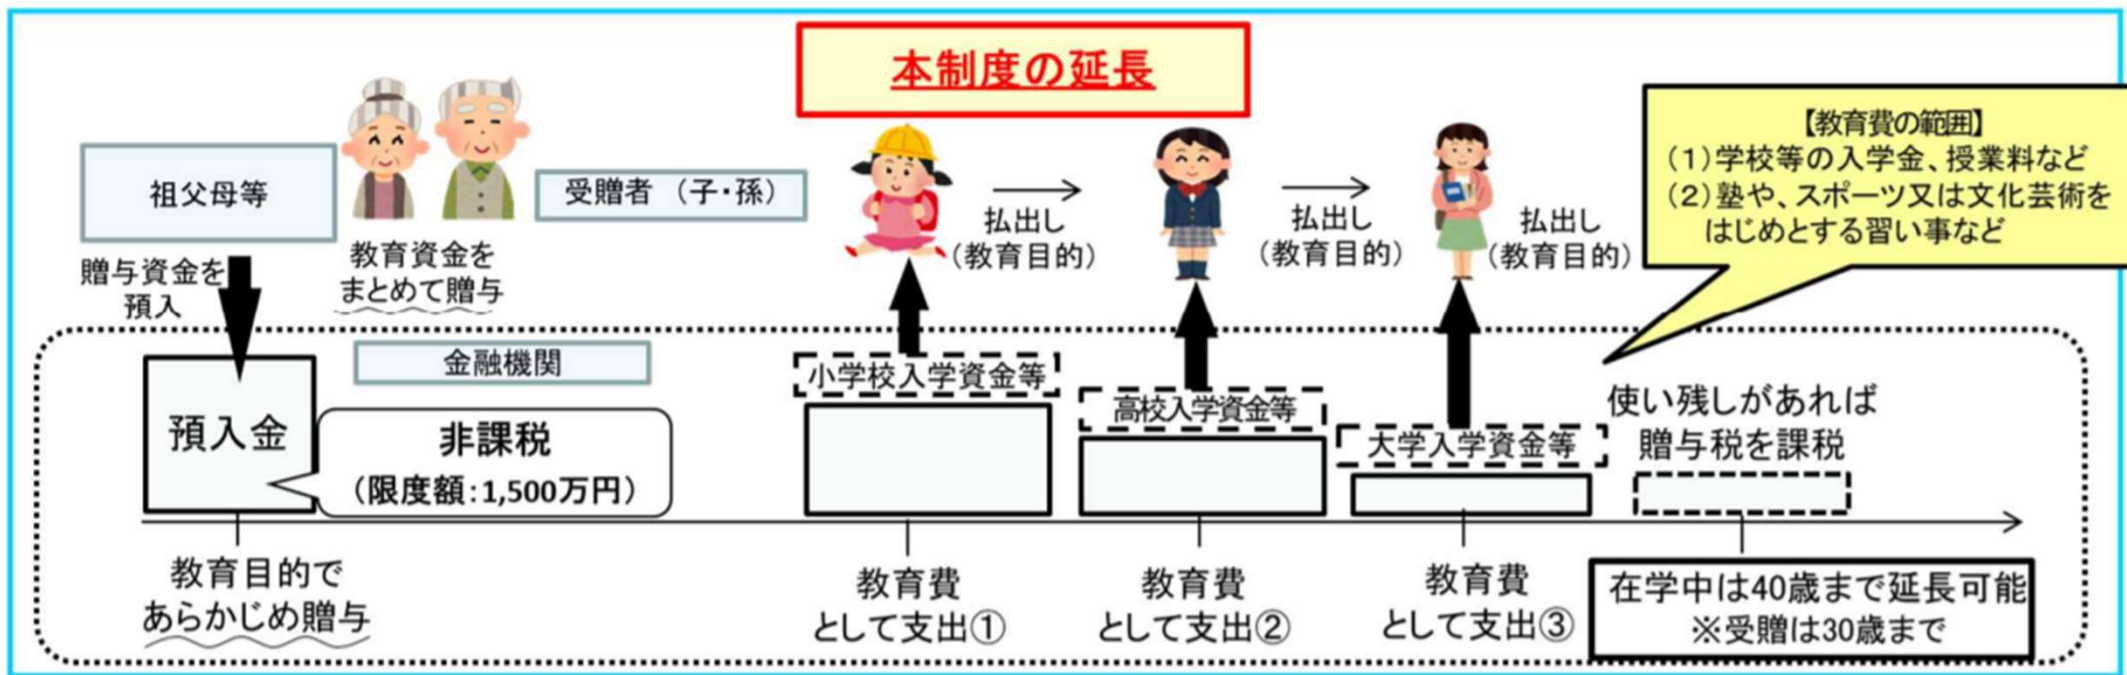 本制度の延長
祖父母等
受贈者 (子・孫)
贈与資金を
預入
教育資金を
まとめて贈与
払出し
(教育目的)
払出し
(教育目的)
払出し
(教育目的)
【教育費の範囲】
(1)学校等の入学金、授業料など
(2)塾や、スポーツ又は文化芸術を
はじめとする習い事など
金融機関
預入金
非課税
(限度額:1,500万円)
小学校入学資金等
高校入学資金等
大学入学資金等
使い残しがあれば
贈与税を課税
教育目的で
あらかじめ贈与
教育費
として支出①
教育費
として支出②
教育費
として支出③
在学中は40歳まで延長可能
※受贈は30歳まで